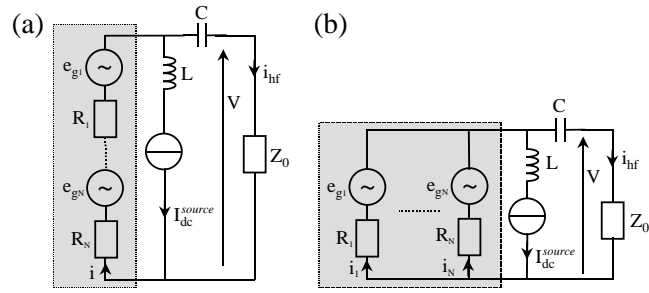 (a)
C
e_g1
L
i_hf
V
R_1
Z_0
e_gN
I_dc^source
R_N
i
(b)
C
e_g1
e_gN
L
i_hf
V
R_1
R_N
Z_0
I_dc^source
i_1
i_N